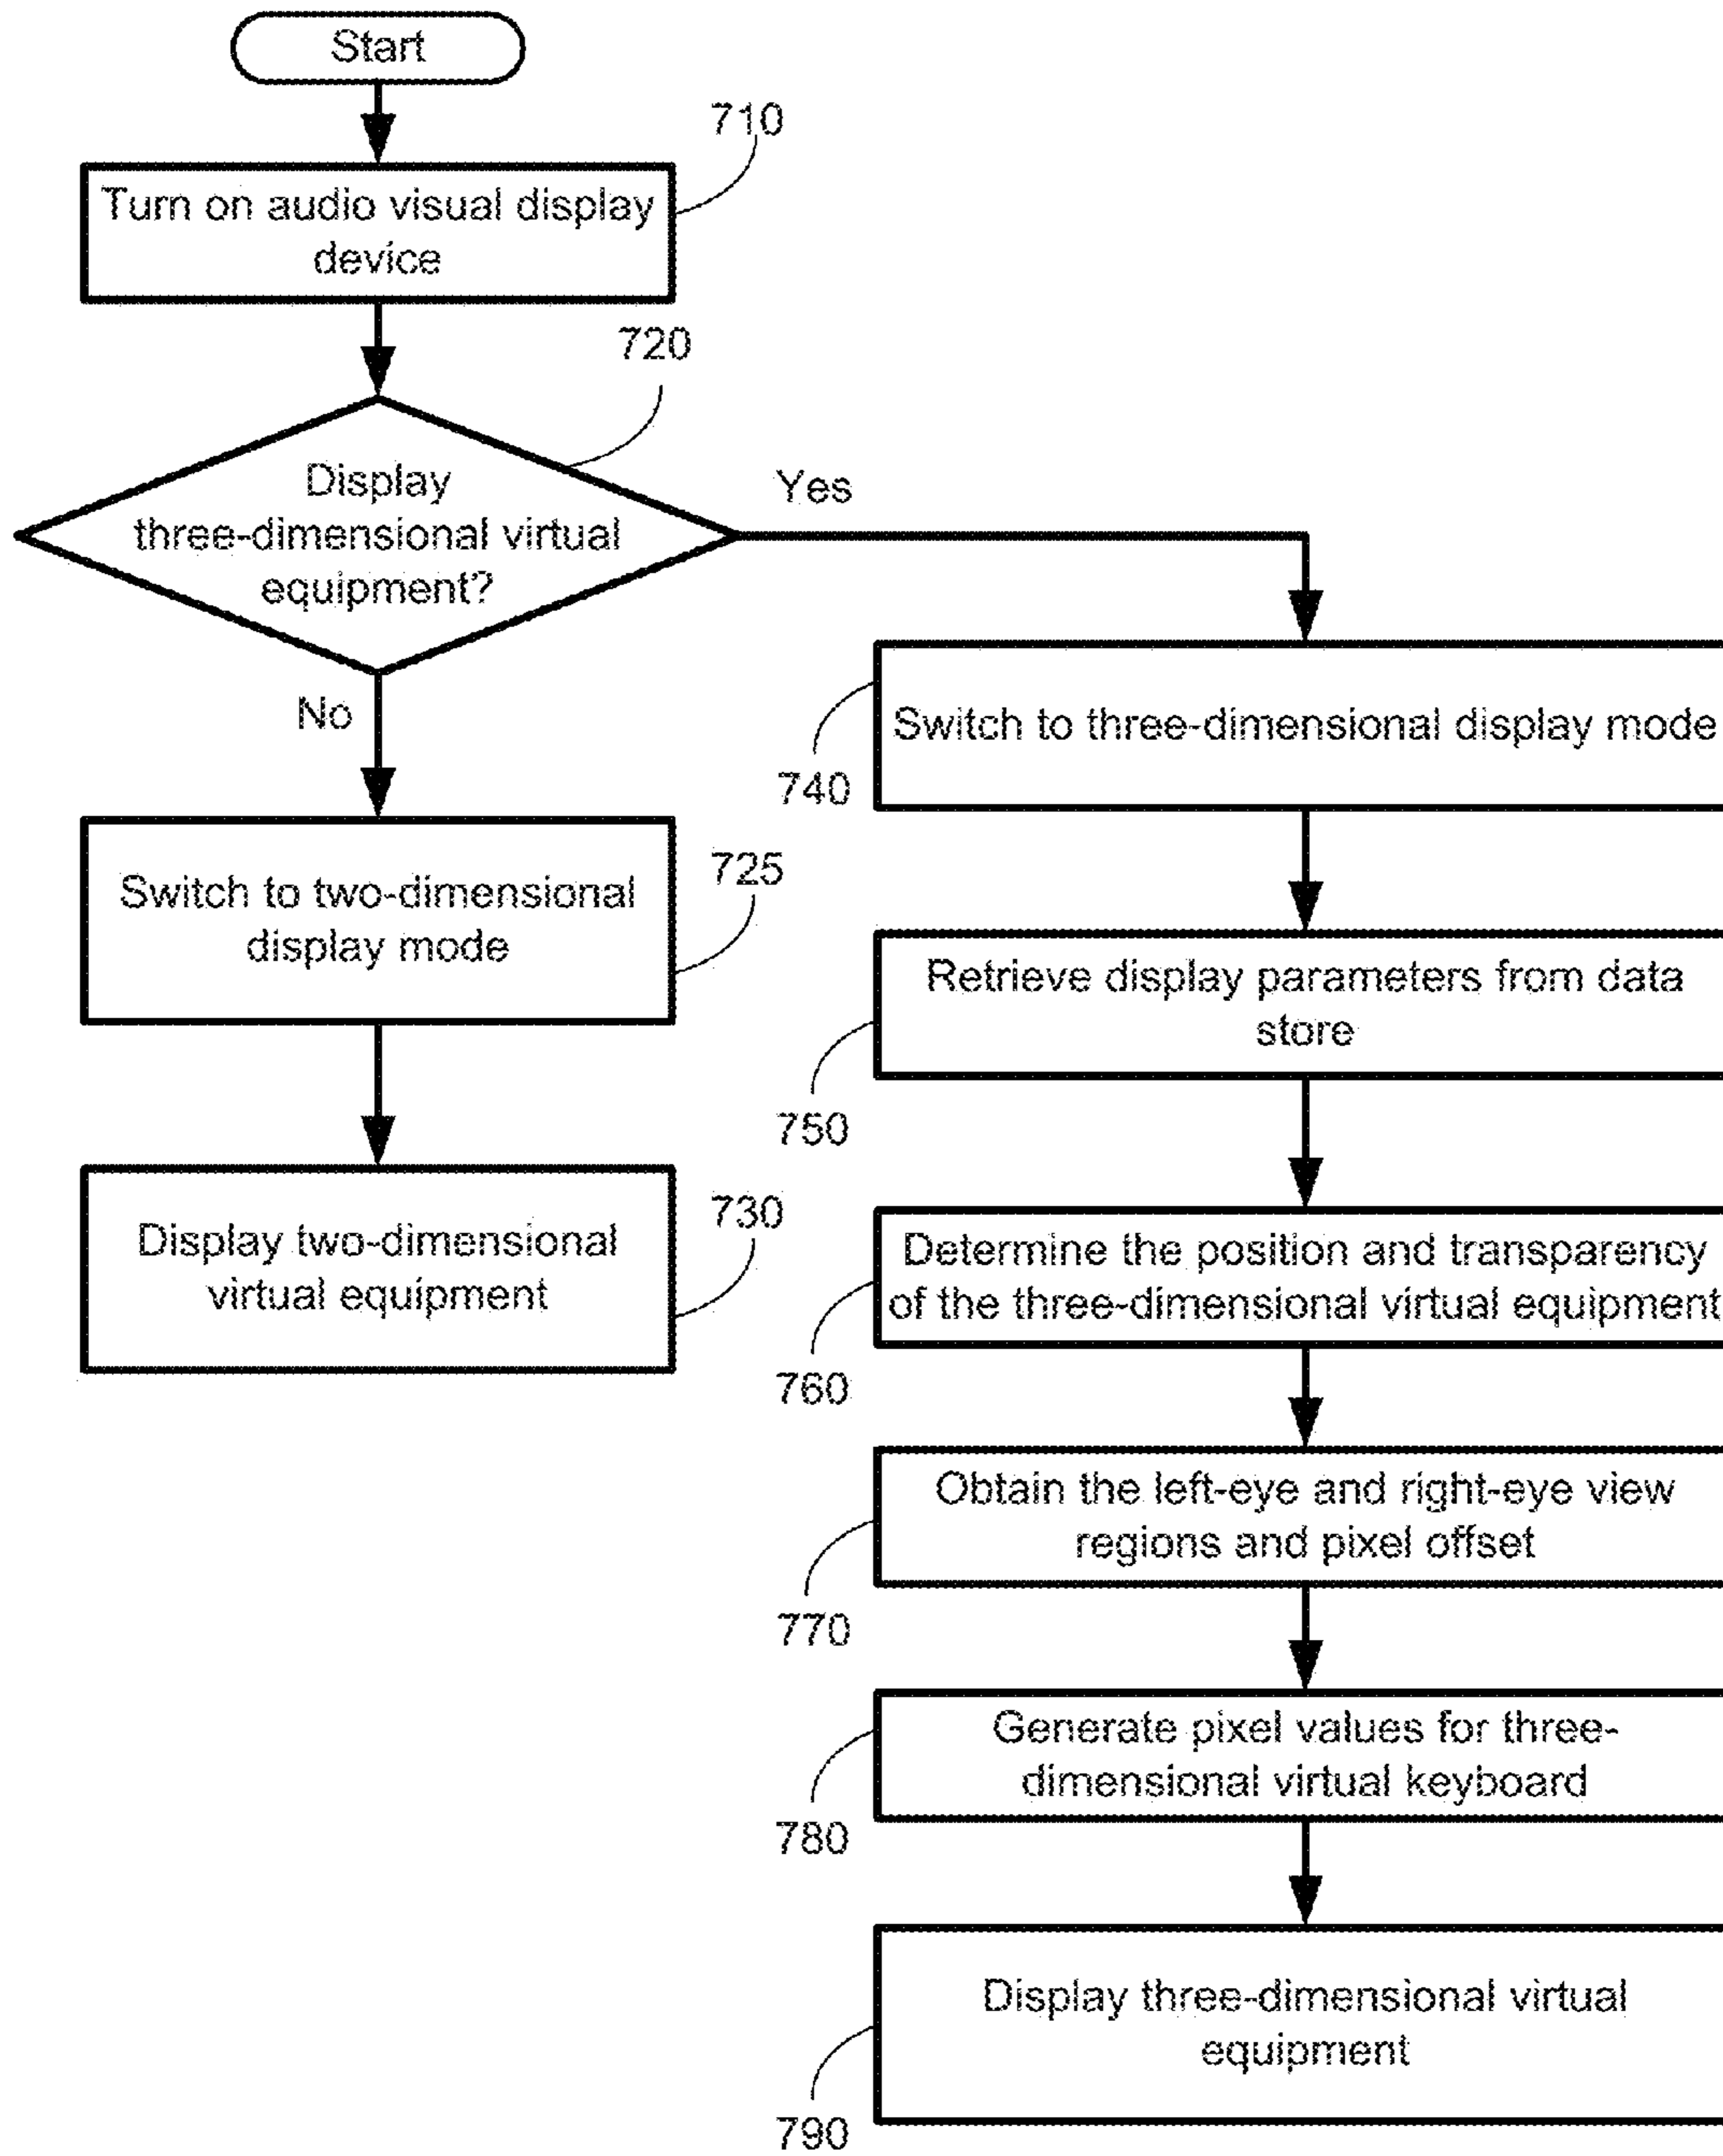 Start
710
Turn on audio visual display
device
720
Display
three-dimensional virtual
equipment?
Yes
No
740
Switch to three-dimensional display mode
725
Switch to two-dimensional
display mode
750
Retrieve display parameters from data
store
730
Display two-dimensional
virtual equipment
760
Determine the position and transparency
of the three-dimensional virtual equipment
770
Obtain the left-eye and right-eye view
regions and pixel offset
780
Generate pixel values for three-
dimensional virtual keyboard
790
Display three-dimensional virtual
equipment